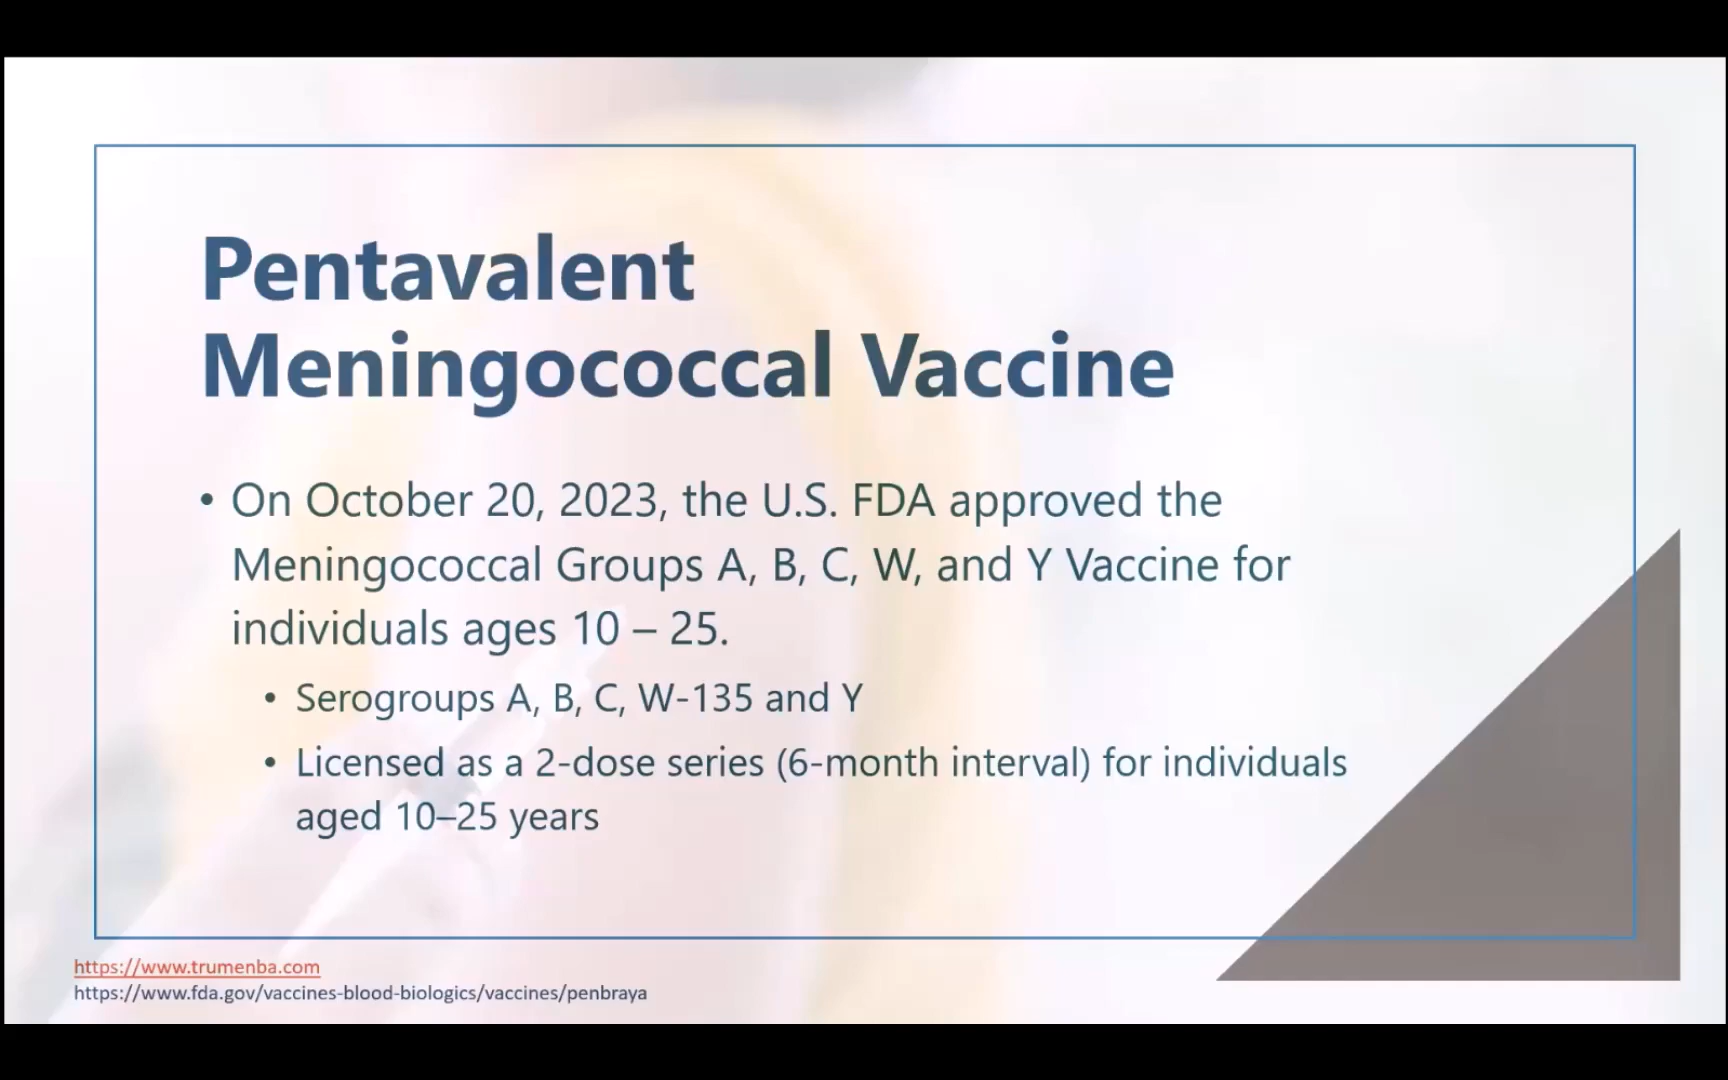 Pentavalent
Meningococcal Vaccine
• On October 20, 2023, the U.S. FDA approved the
Meningococcal Groups A, B, C, W, and Y Vaccine for
individuals ages 10 – 25.
• Serogroups A, B, C, W-135 and Y
• Licensed as a 2-dose series (6-month interval) for individuals
aged 10–25 years
https://www.trumenba.com
https://www.fda.gov/vaccines-blood-biologics/vaccines/penbraya